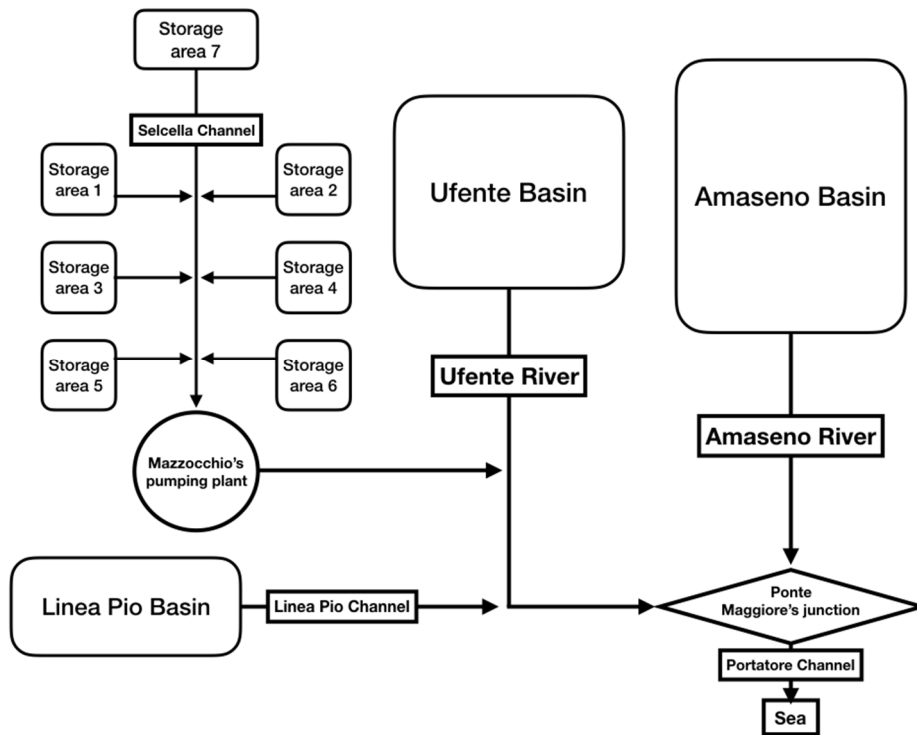 Storage
area 7
Selcella Channel
Storage
area 1
Storage
area 2
Storage
area 3
Storage
area 4
Storage
area 5
Storage
area 6
Mazzocchio's
pumping plant
Ufente Basin
Ufente River
Amaseno Basin
Amaseno River
Linea Pio Basin
Linea Pio Channel
Ponte
Maggiore's junction
Portatore Channel
Sea